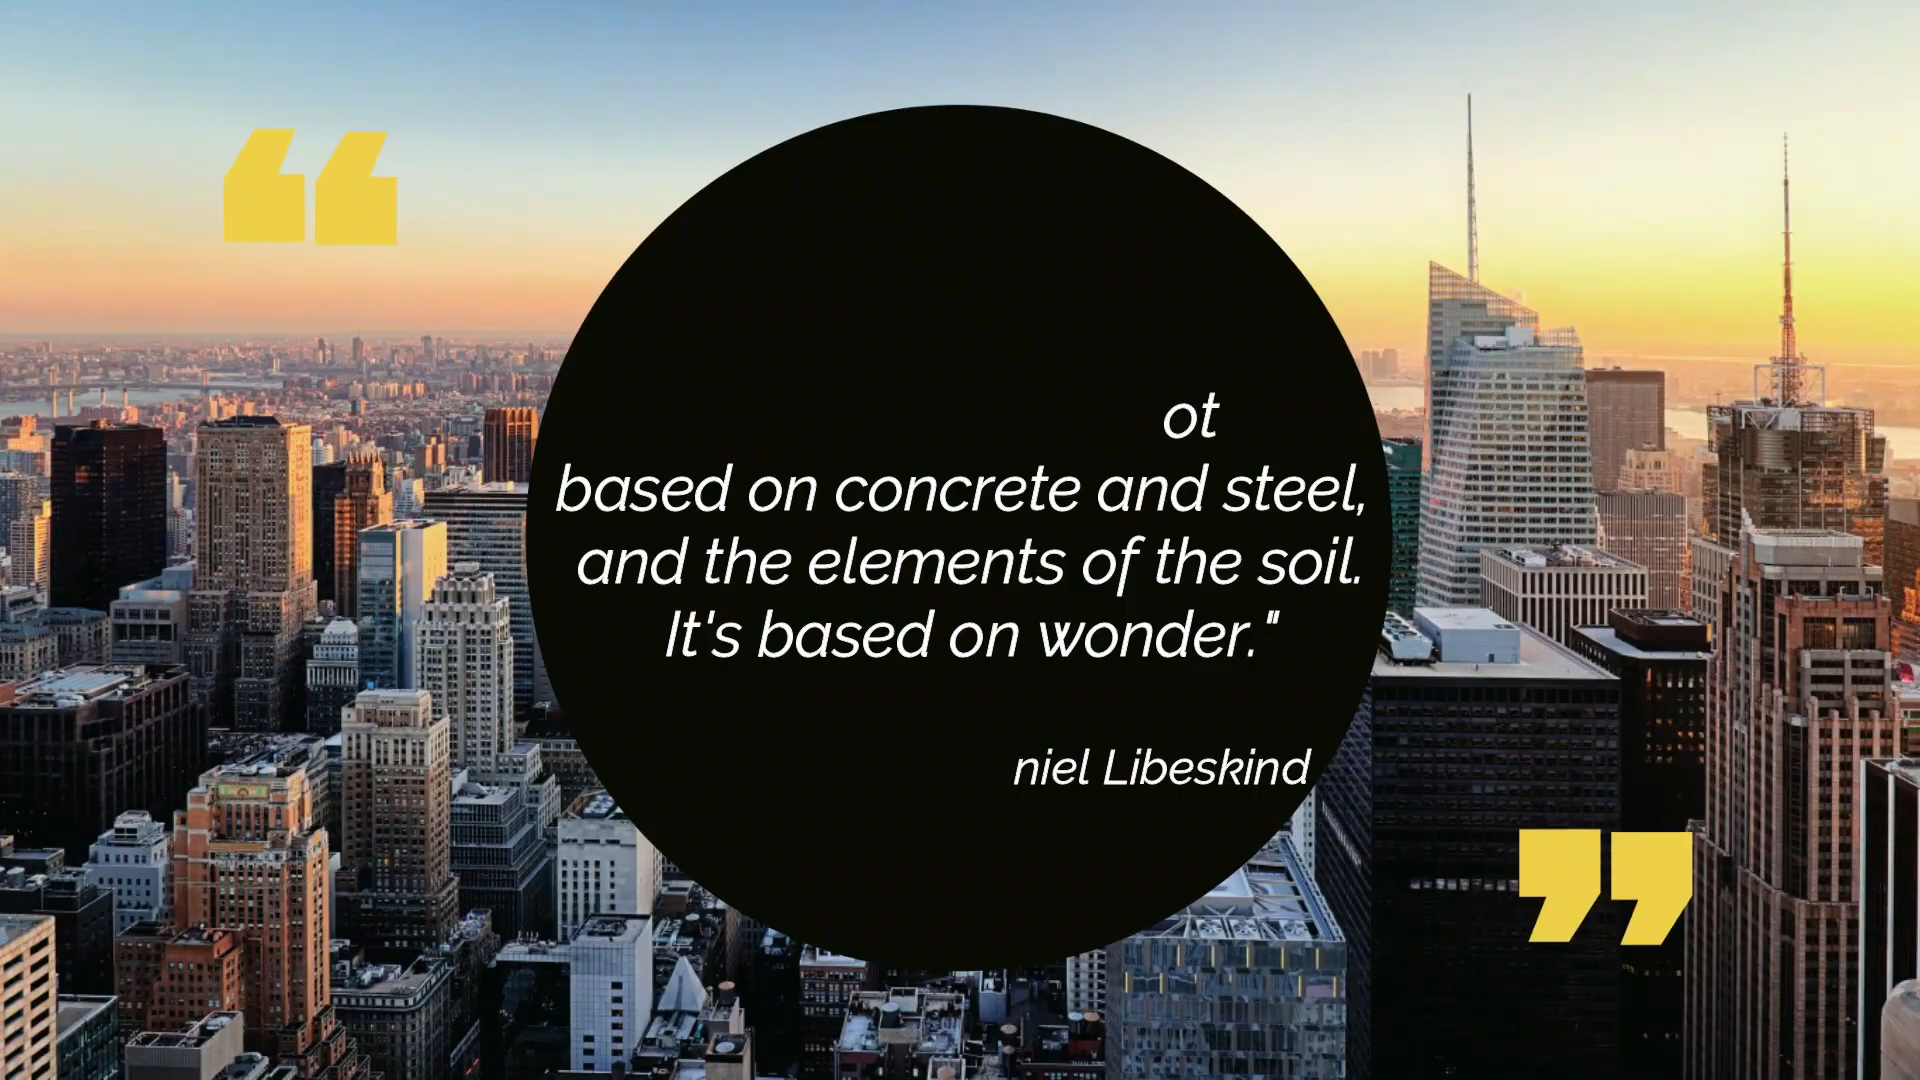 ot
based on concrete and steel,
and the elements of the soil.
It's based on wonder."
niel Libeskind